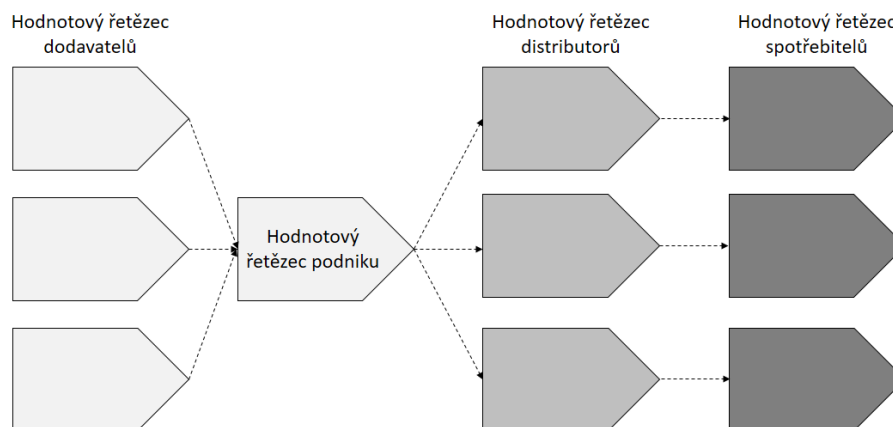 Hodnotový řetězec
dodavatelů
Hodnotový řetězec
distributorů
Hodnotový řetězec
spotřebitelů
Hodnotový
řetězec podniku